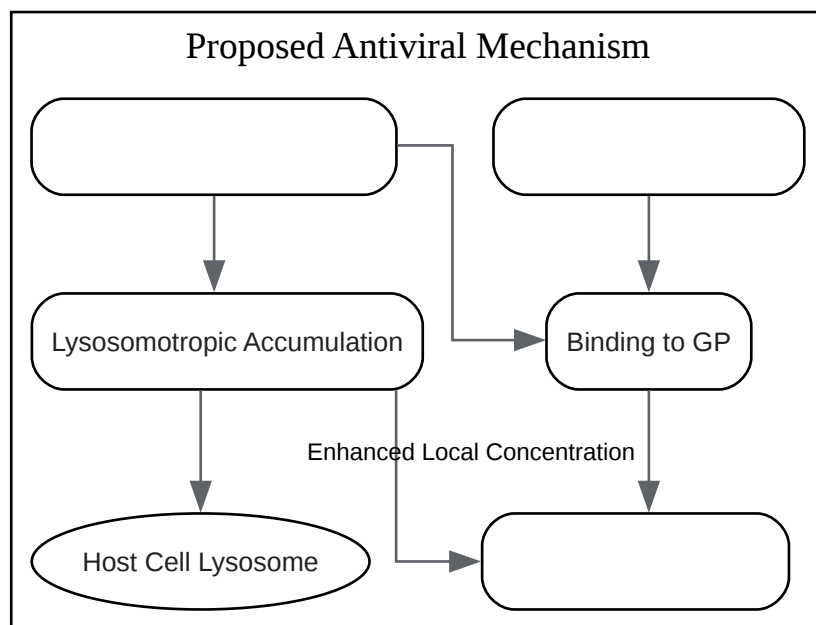 Proposed Antiviral Mechanism
Lysosomotropic Accumulation
Binding to GP
Enhanced Local Concentration
Host Cell Lysosome